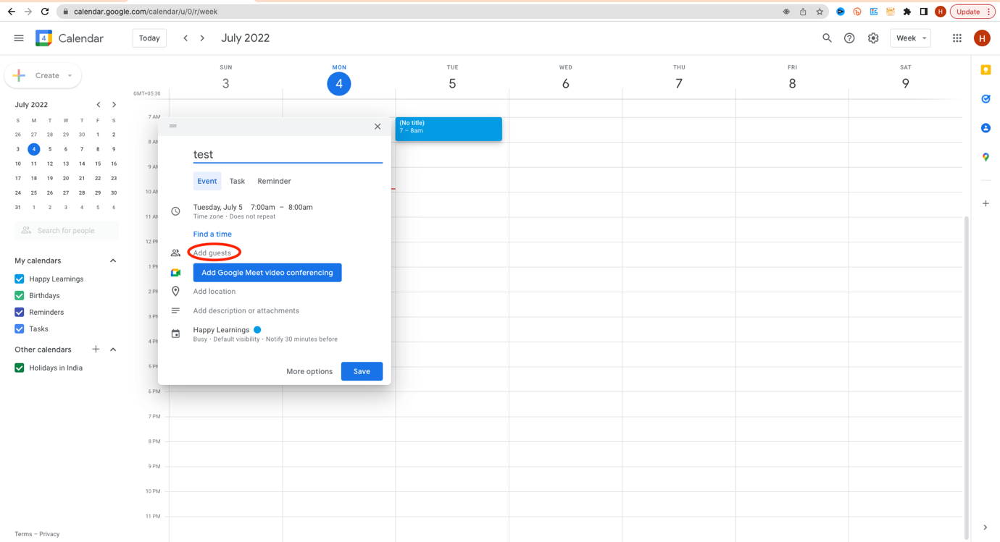 calendar.google.com/calendar/u/0/r/week
H
Update
4
Calendar
Today
July 2022
Week
H
Create
July 2022
S M T W T F S
26 27 28 29 30 1 2
3 4 5 6 7 8 9
10 11 12 13 14 15 16
17 18 19 20 21 22 23
24 25 26 27 28 29 30
31 1 2 3 4 5 6
Search for people
My calendars
Happy Learnings
Birthdays
Reminders
Tasks
Other calendars
Holidays in India
Terms – Privacy
GMT+05:30
SUN MON TUE WED THU FRI SAT
3 4 5 6 7 8 9
7 AM
8 AM
9 AM
10 AM
11 AM
12 PM
1 PM
2 PM
3 PM
4 PM
5 PM
6 PM
7 PM
8 PM
9 PM
10 PM
11 PM
(No title)
7 – 8am
test
Event Task Reminder
Tuesday, July 5 7:00am – 8:00am
Time zone · Does not repeat
Find a time
Add guests
Add Google Meet video conferencing
Add location
Add description or attachments
Happy Learnings
Busy · Default visibility · Notify 30 minutes before
More options
Save